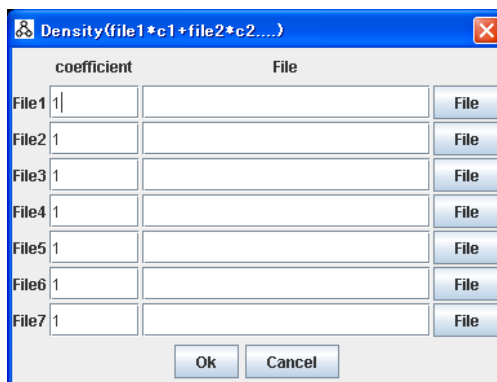 Density(file1*c1+file2*c2....)
coefficient File
File1 1 File
File2 1 File
File3 1 File
File4 1 File
File5 1 File
File6 1 File
File7 1 File
Ok Cancel